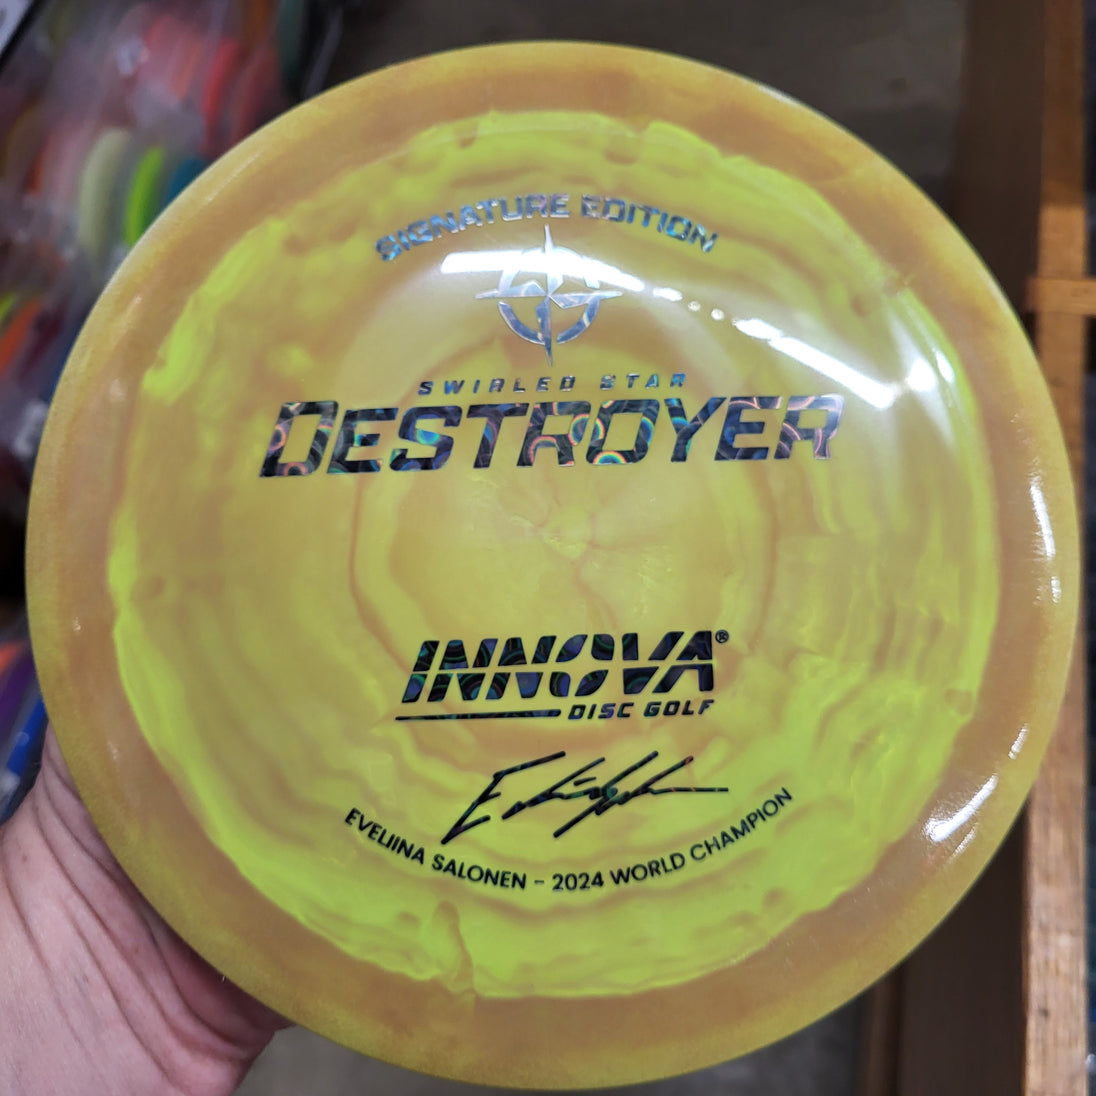 SIGNATURE EDITION
SWIRLED STAR
DESTROYER
INNOVA®
DISC GOLF
EVELIINA SALONEN – 2024 WORLD CHAMPION